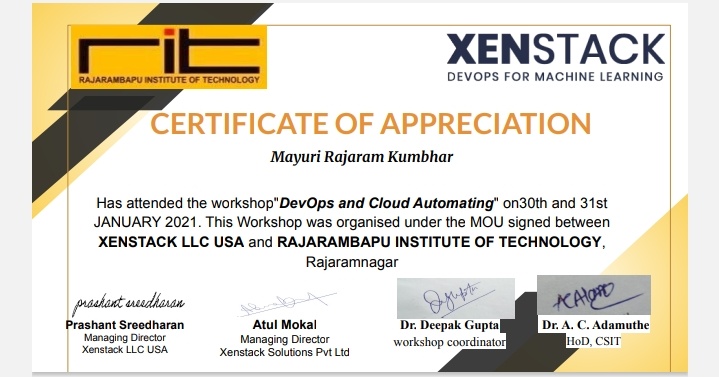 rit
RAJARAMBAPU INSTITUTE OF TECHNOLOGY
XENSTACK
DEVOPS FOR MACHINE LEARNING
CERTIFICATE OF APPRECIATION
Mayuri Rajaram Kumbhar
Has attended the workshop"DevOps and Cloud Automating" on30th and 31st
JANUARY 2021. This Workshop was organised under the MOU signed between
XENSTACK LLC USA and RAJARAMBAPU INSTITUTE OF TECHNOLOGY,
Rajaramnagar
prashant sreedharan
Prashant Sreedharan
Managing Director
Xenstack LLC USA
Atul Mokal
Managing Director
Xenstack Solutions Pvt Ltd
Dr. Deepak Gupta
workshop coordinator
Dr. A. C. Adamuthe
HoD, CSIT